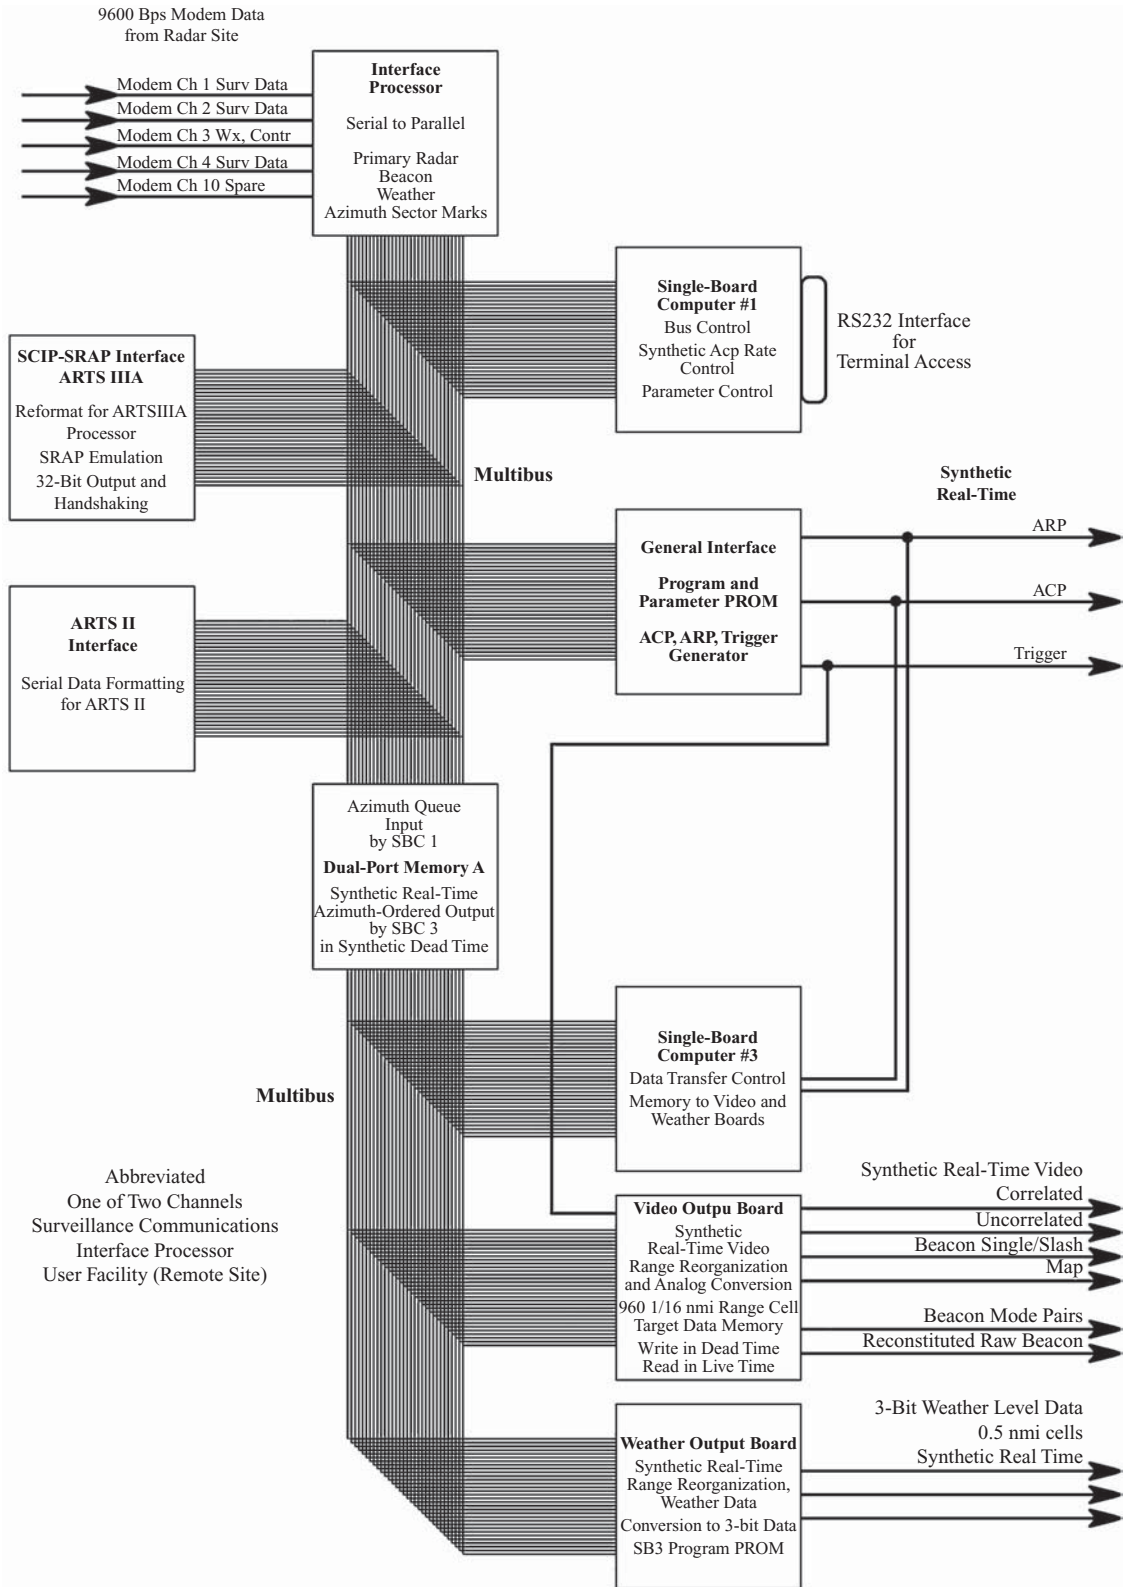 9600 Bps Modem Data
from Radar Site
Modem Ch 1 Surv Data
Modem Ch 2 Surv Data
Modem Ch 3 Wx, Contr
Modem Ch 4 Surv Data
Modem Ch 10 Spare
Interface
Processor
Serial to Parallel
Primary Radar
Beacon
Weather
Azimuth Sector Marks
Single-Board
Computer #1
Bus Control
Synthetic Acp Rate
Control
Parameter Control
RS232 Interface
for
Terminal Access
SCIP-SRAP Interface
ARTS IIIA
Reformat for ARTSIIIA
Processor
SRAP Emulation
32-Bit Output and
Handshaking
Multibus
Synthetic
Real-Time
General Interface
Program and
Parameter PROM
ACP, ARP, Trigger
Generator
ARP
ACP
Trigger
ARTS II
Interface
Serial Data Formatting
for ARTS II
Azimuth Queue
Input
by SBC 1
Dual-Port Memory A
Synthetic Real-Time
Azimuth-Ordered Output
by SBC 3
in Synthetic Dead Time
Single-Board
Computer #3
Data Transfer Control
Memory to Video and
Weather Boards
Multibus
Abbreviated
One of Two Channels
Surveillance Communications
Interface Processor
User Facility (Remote Site)
Video Outpu Board
Synthetic
Real-Time Video
Range Reorganization
and Analog Conversion
960 1/16 nmi Range Cell
Target Data Memory
Write in Dead Time
Read in Live Time
Synthetic Real-Time Video
Correlated
Uncorrelated
Beacon Single/Slash
Map
Beacon Mode Pairs
Reconstituted Raw Beacon
Weather Output Board
Synthetic Real-Time
Range Reorganization,
Weather Data
Conversion to 3-bit Data
SB3 Program PROM
3-Bit Weather Level Data
0.5 nmi cells
Synthetic Real Time